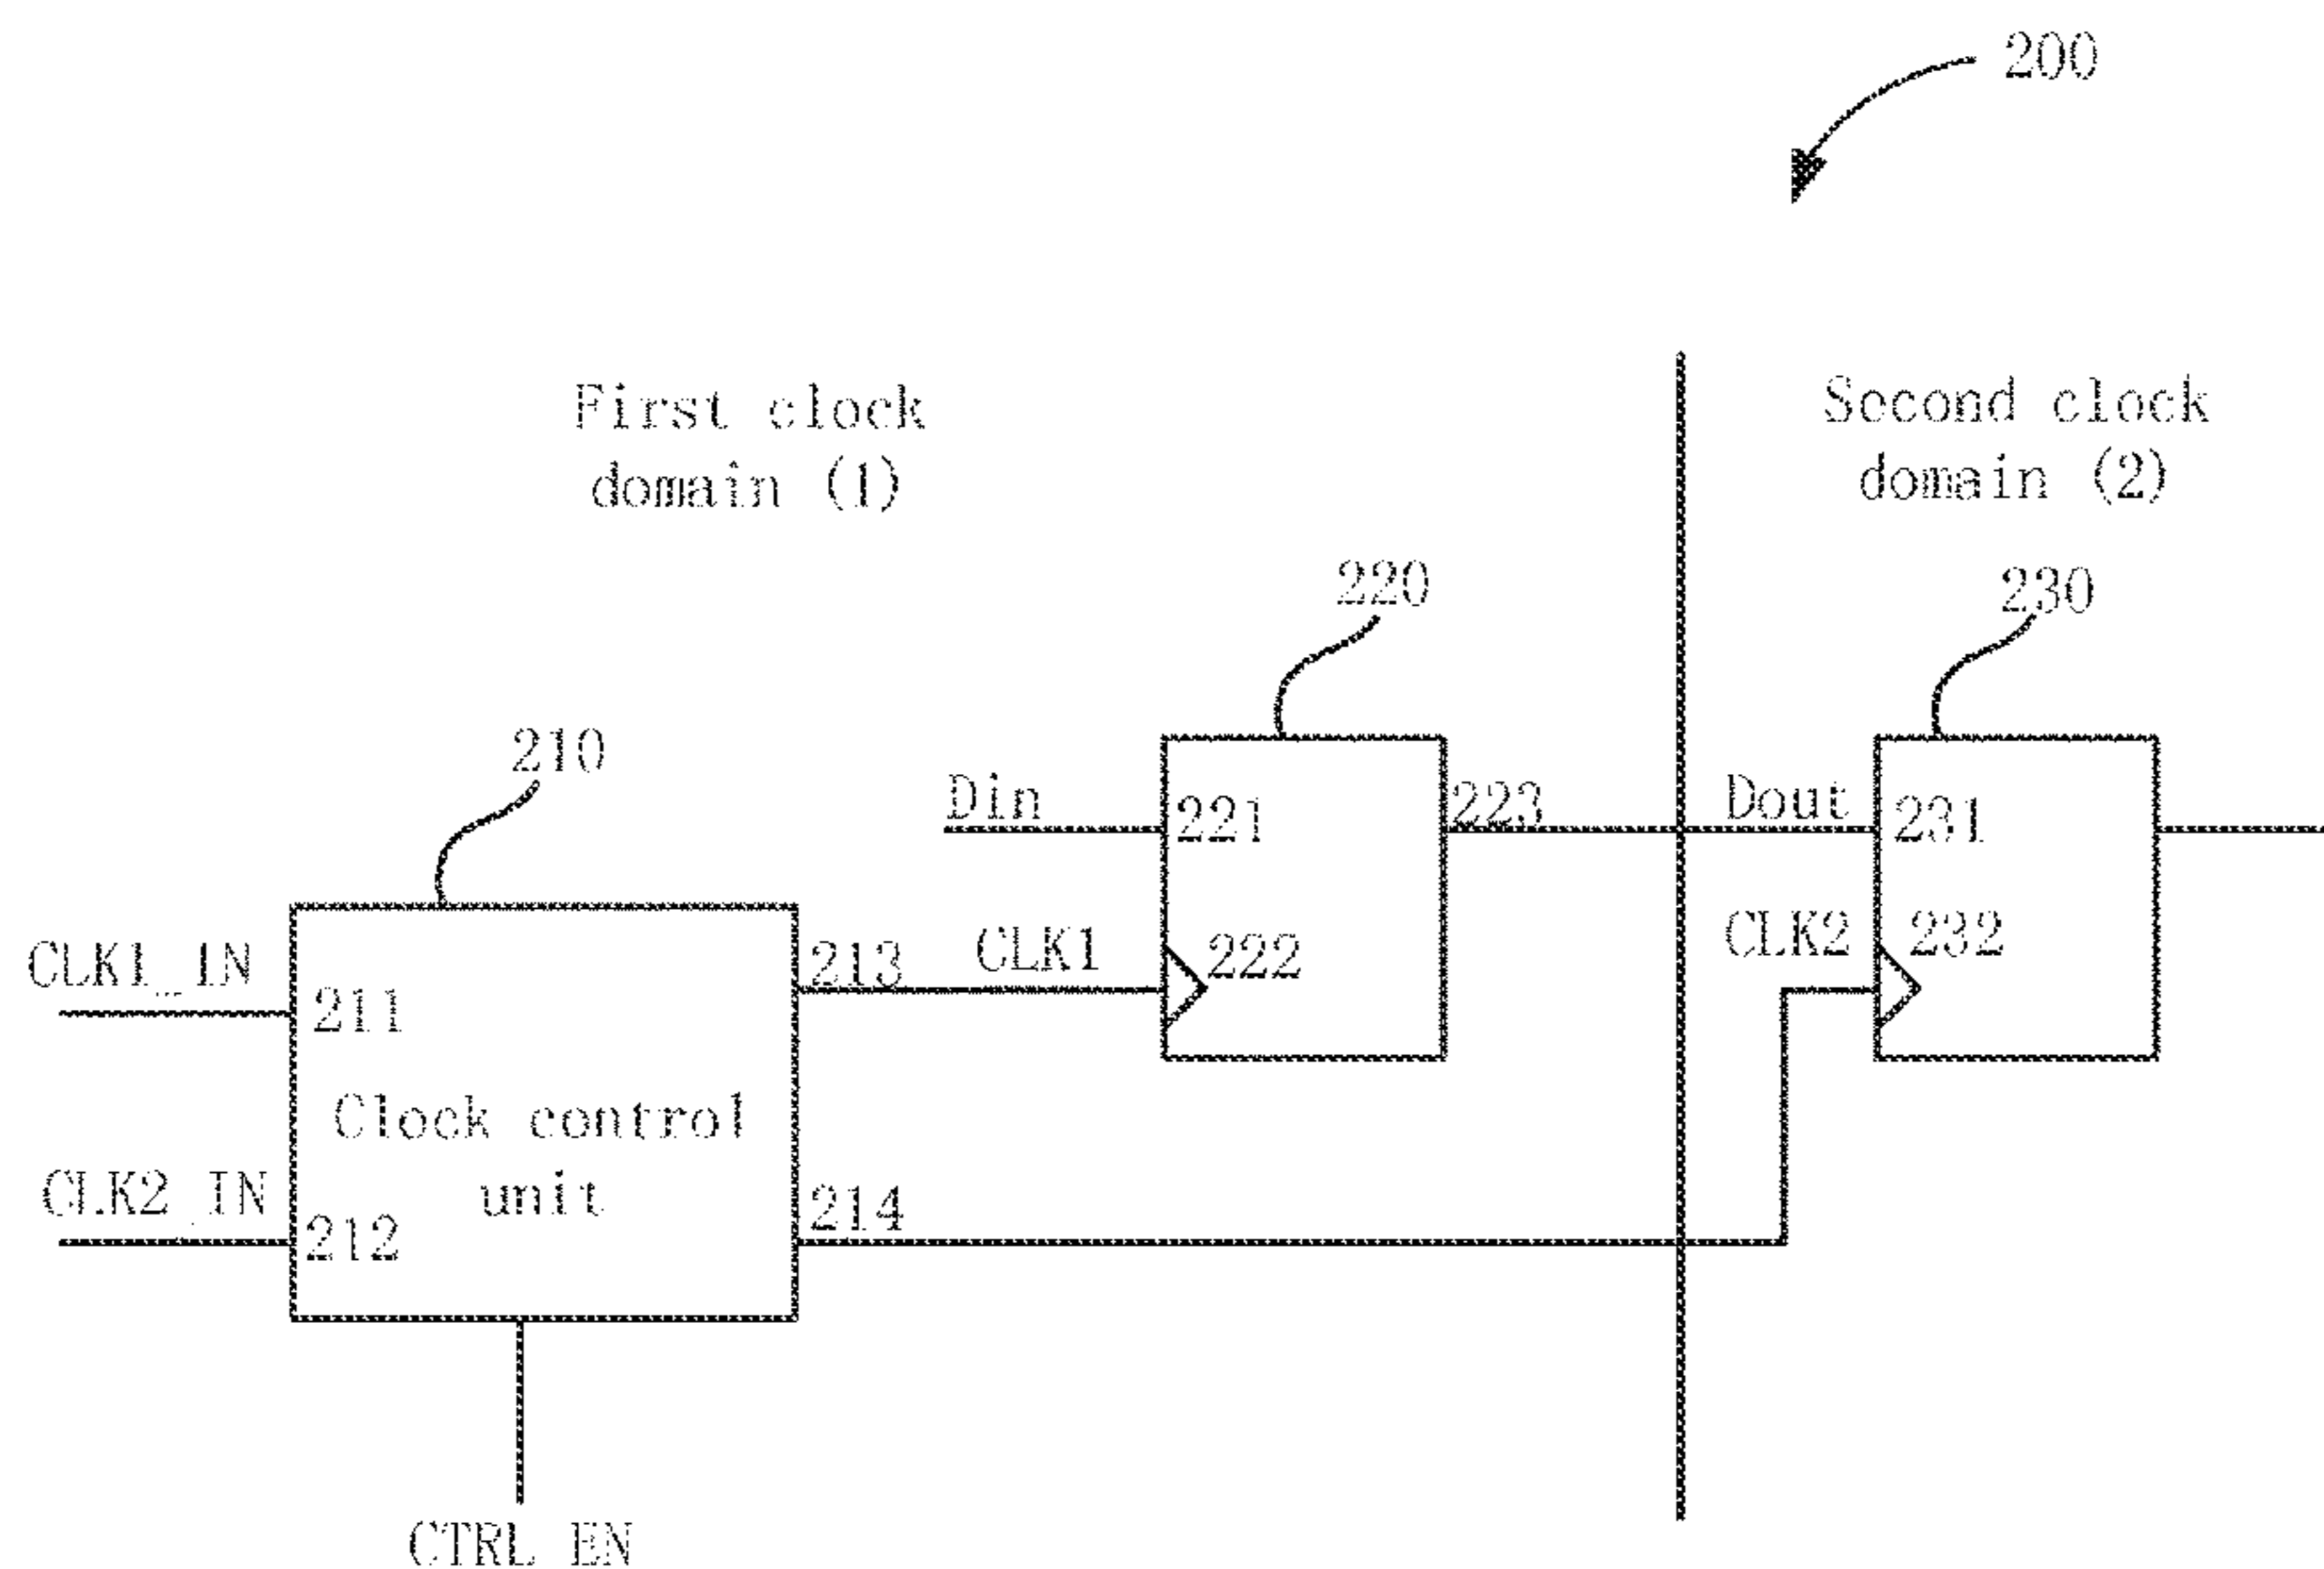 200
First clock
domain (1)
Second clock
domain (2)
220
230
210
Din
221
223
Dout
231
CLK1_IN
211
213
CLK1
222
CLK2
232
Clock control
unit
CLK2_IN
212
214
CTRL_EN